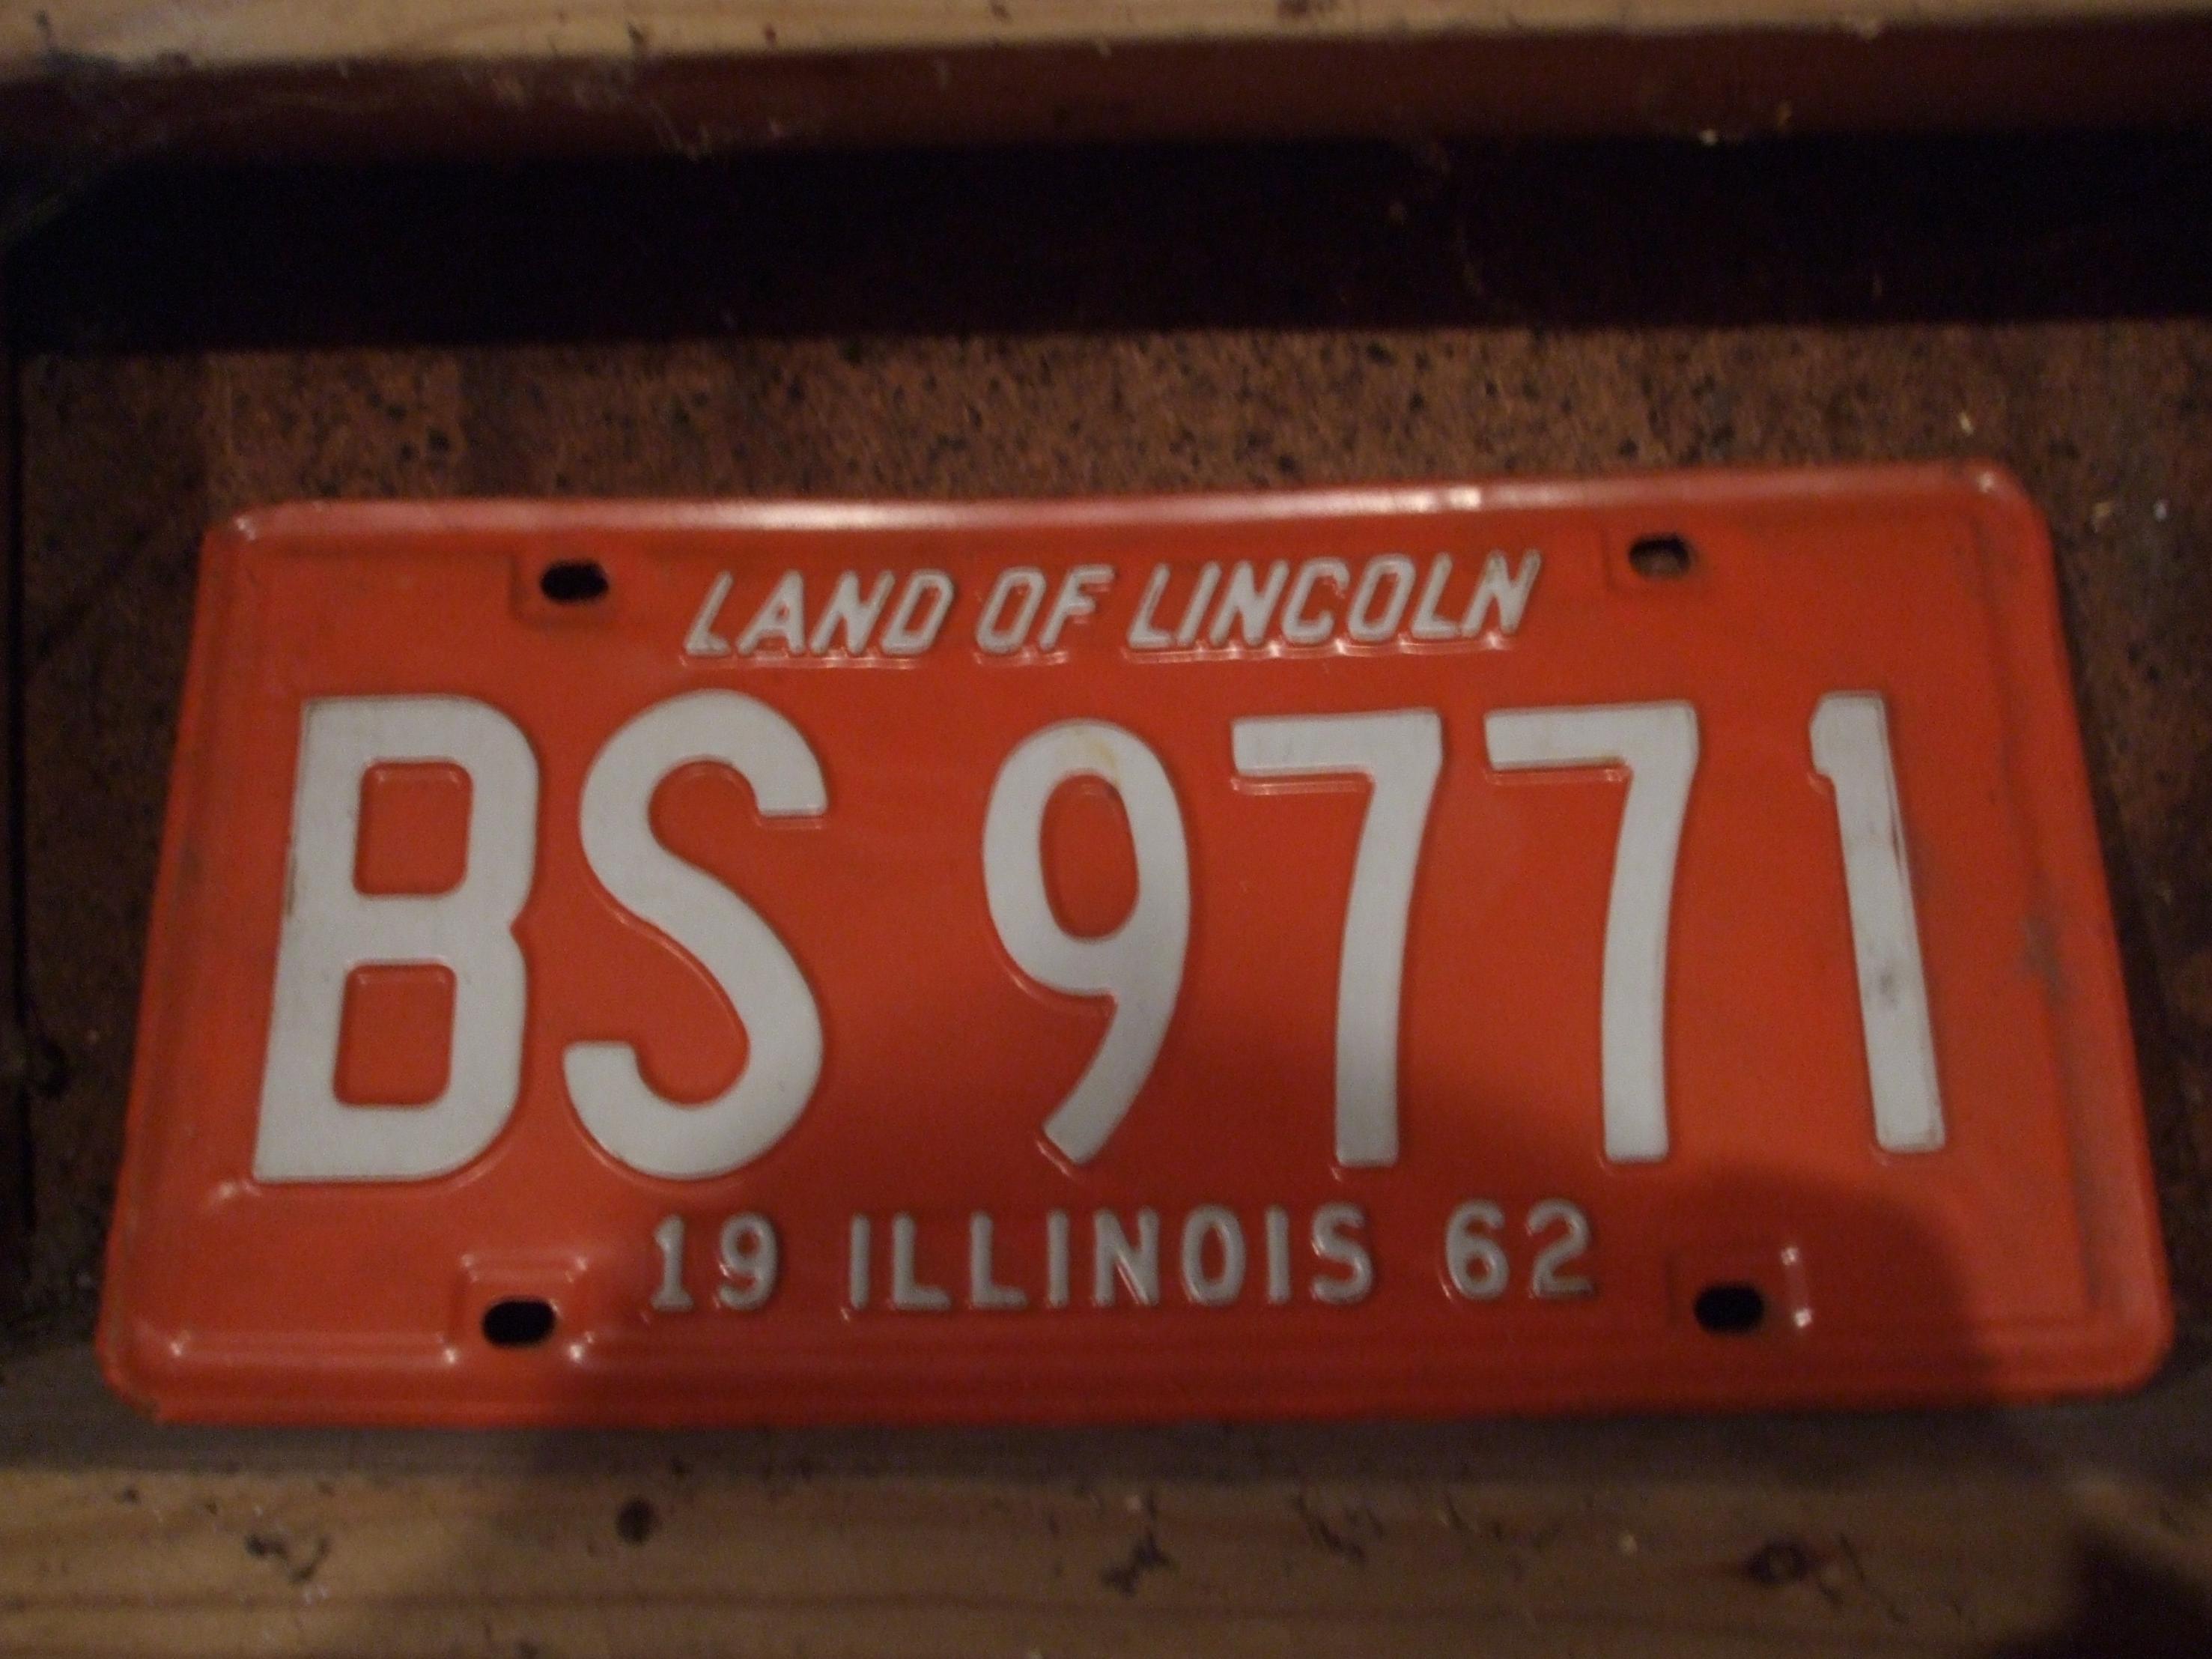 LAND OF LINCOLN
BS 9771
19 ILLINOIS 62